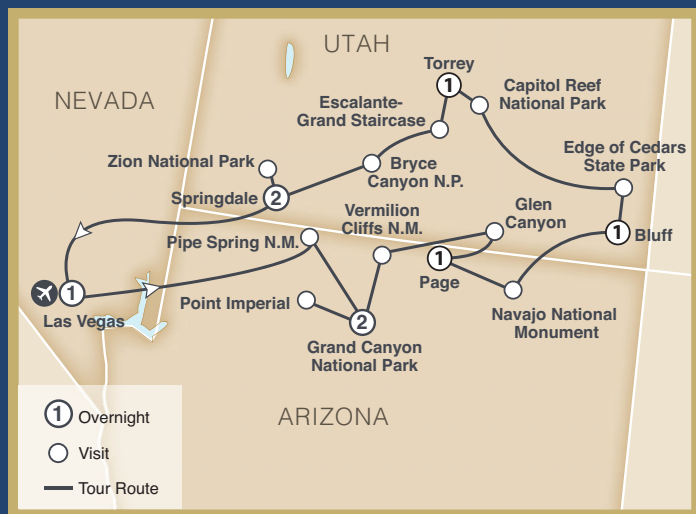 UTAH
NEVADA
Torrey
1
Capitol Reef
National Park
Escalante-
Grand Staircase
Edge of Cedars
State Park
Zion National Park
Bryce
Canyon N.P.
Springdale
2
Vermilion
Cliffs N.M.
Glen
Canyon
Pipe Spring N.M.
1
Bluff
1
Page
1
Las Vegas
Point Imperial
2
Grand Canyon
National Park
Navajo National
Monument
ARIZONA
1 Overnight
Visit
Tour Route